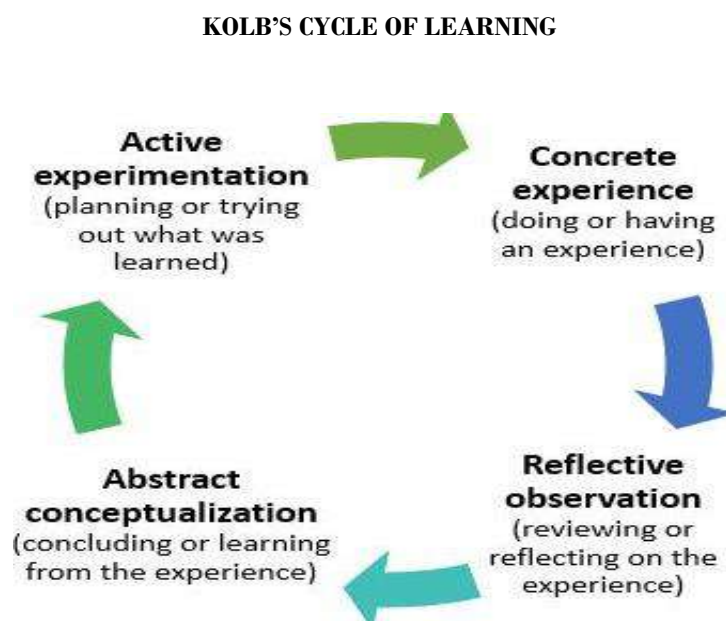 KOLB'S CYCLE OF LEARNING
Active
experimentation
(planning or trying
out what was
learned)
Concrete
experience
(doing or having
an experience)
Reflective
observation
(reviewing or
reflecting on the
experience)
Abstract
conceptualization
(concluding or learning
from the experience)